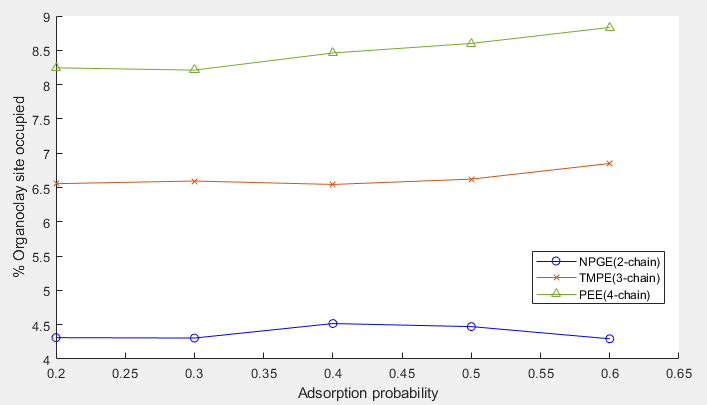 9
8.5
8
7.5
7
6.5
6
5.5
5
4.5
4
% Organoclay site occupied
NPGE(2-chain)
TMPE(3-chain)
PEE(4-chain)
0.2 0.25 0.3 0.35 0.4 0.45 0.5 0.55 0.6 0.65
Adsorption probability